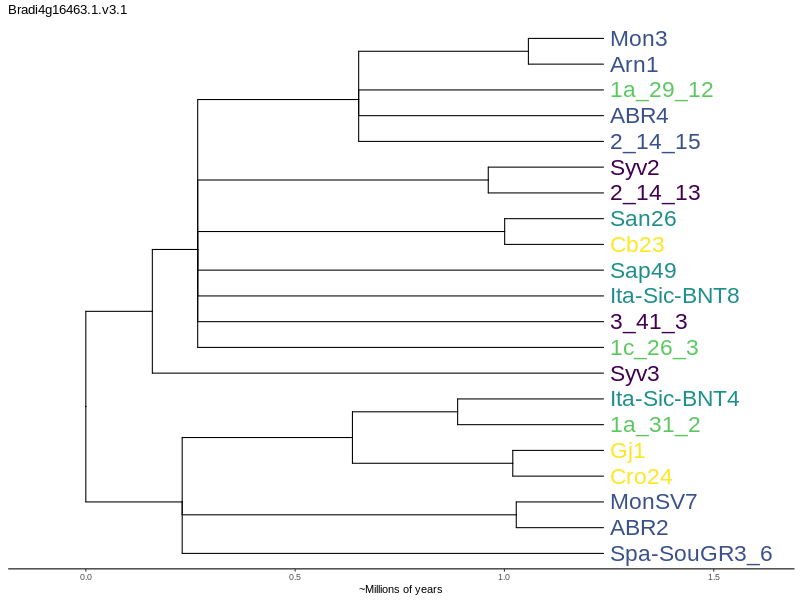 Bradi4g16463.1.v3.1
Mon3
Arn1
1a_29_12
ABR4
2_14_15
Syv2
2_14_13
San26
Cb23
Sap49
Ita-Sic-BNT8
3_41_3
1c_26_3
Syv3
Ita-Sic-BNT4
1a_31_2
Gj1
Cro24
MonSV7
ABR2
Spa-SouGR3_6
0.0 0.5 1.0 1.5
~Millions of years